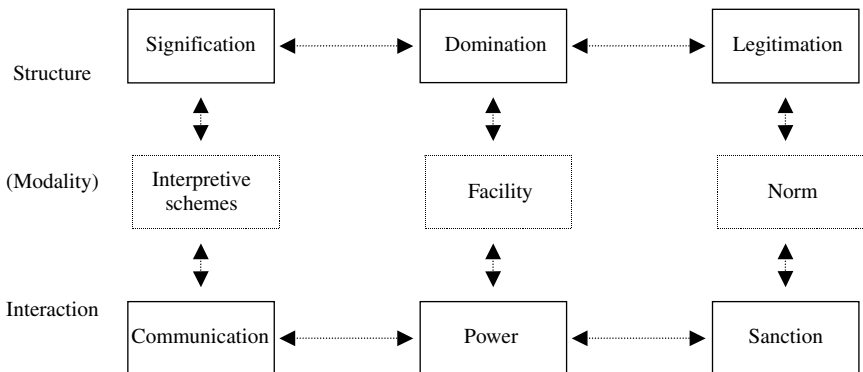 Signification
Domination
Legitimation
Structure
(Modality)
Interpretive
schemes
Facility
Norm
Interaction
Communication
Power
Sanction